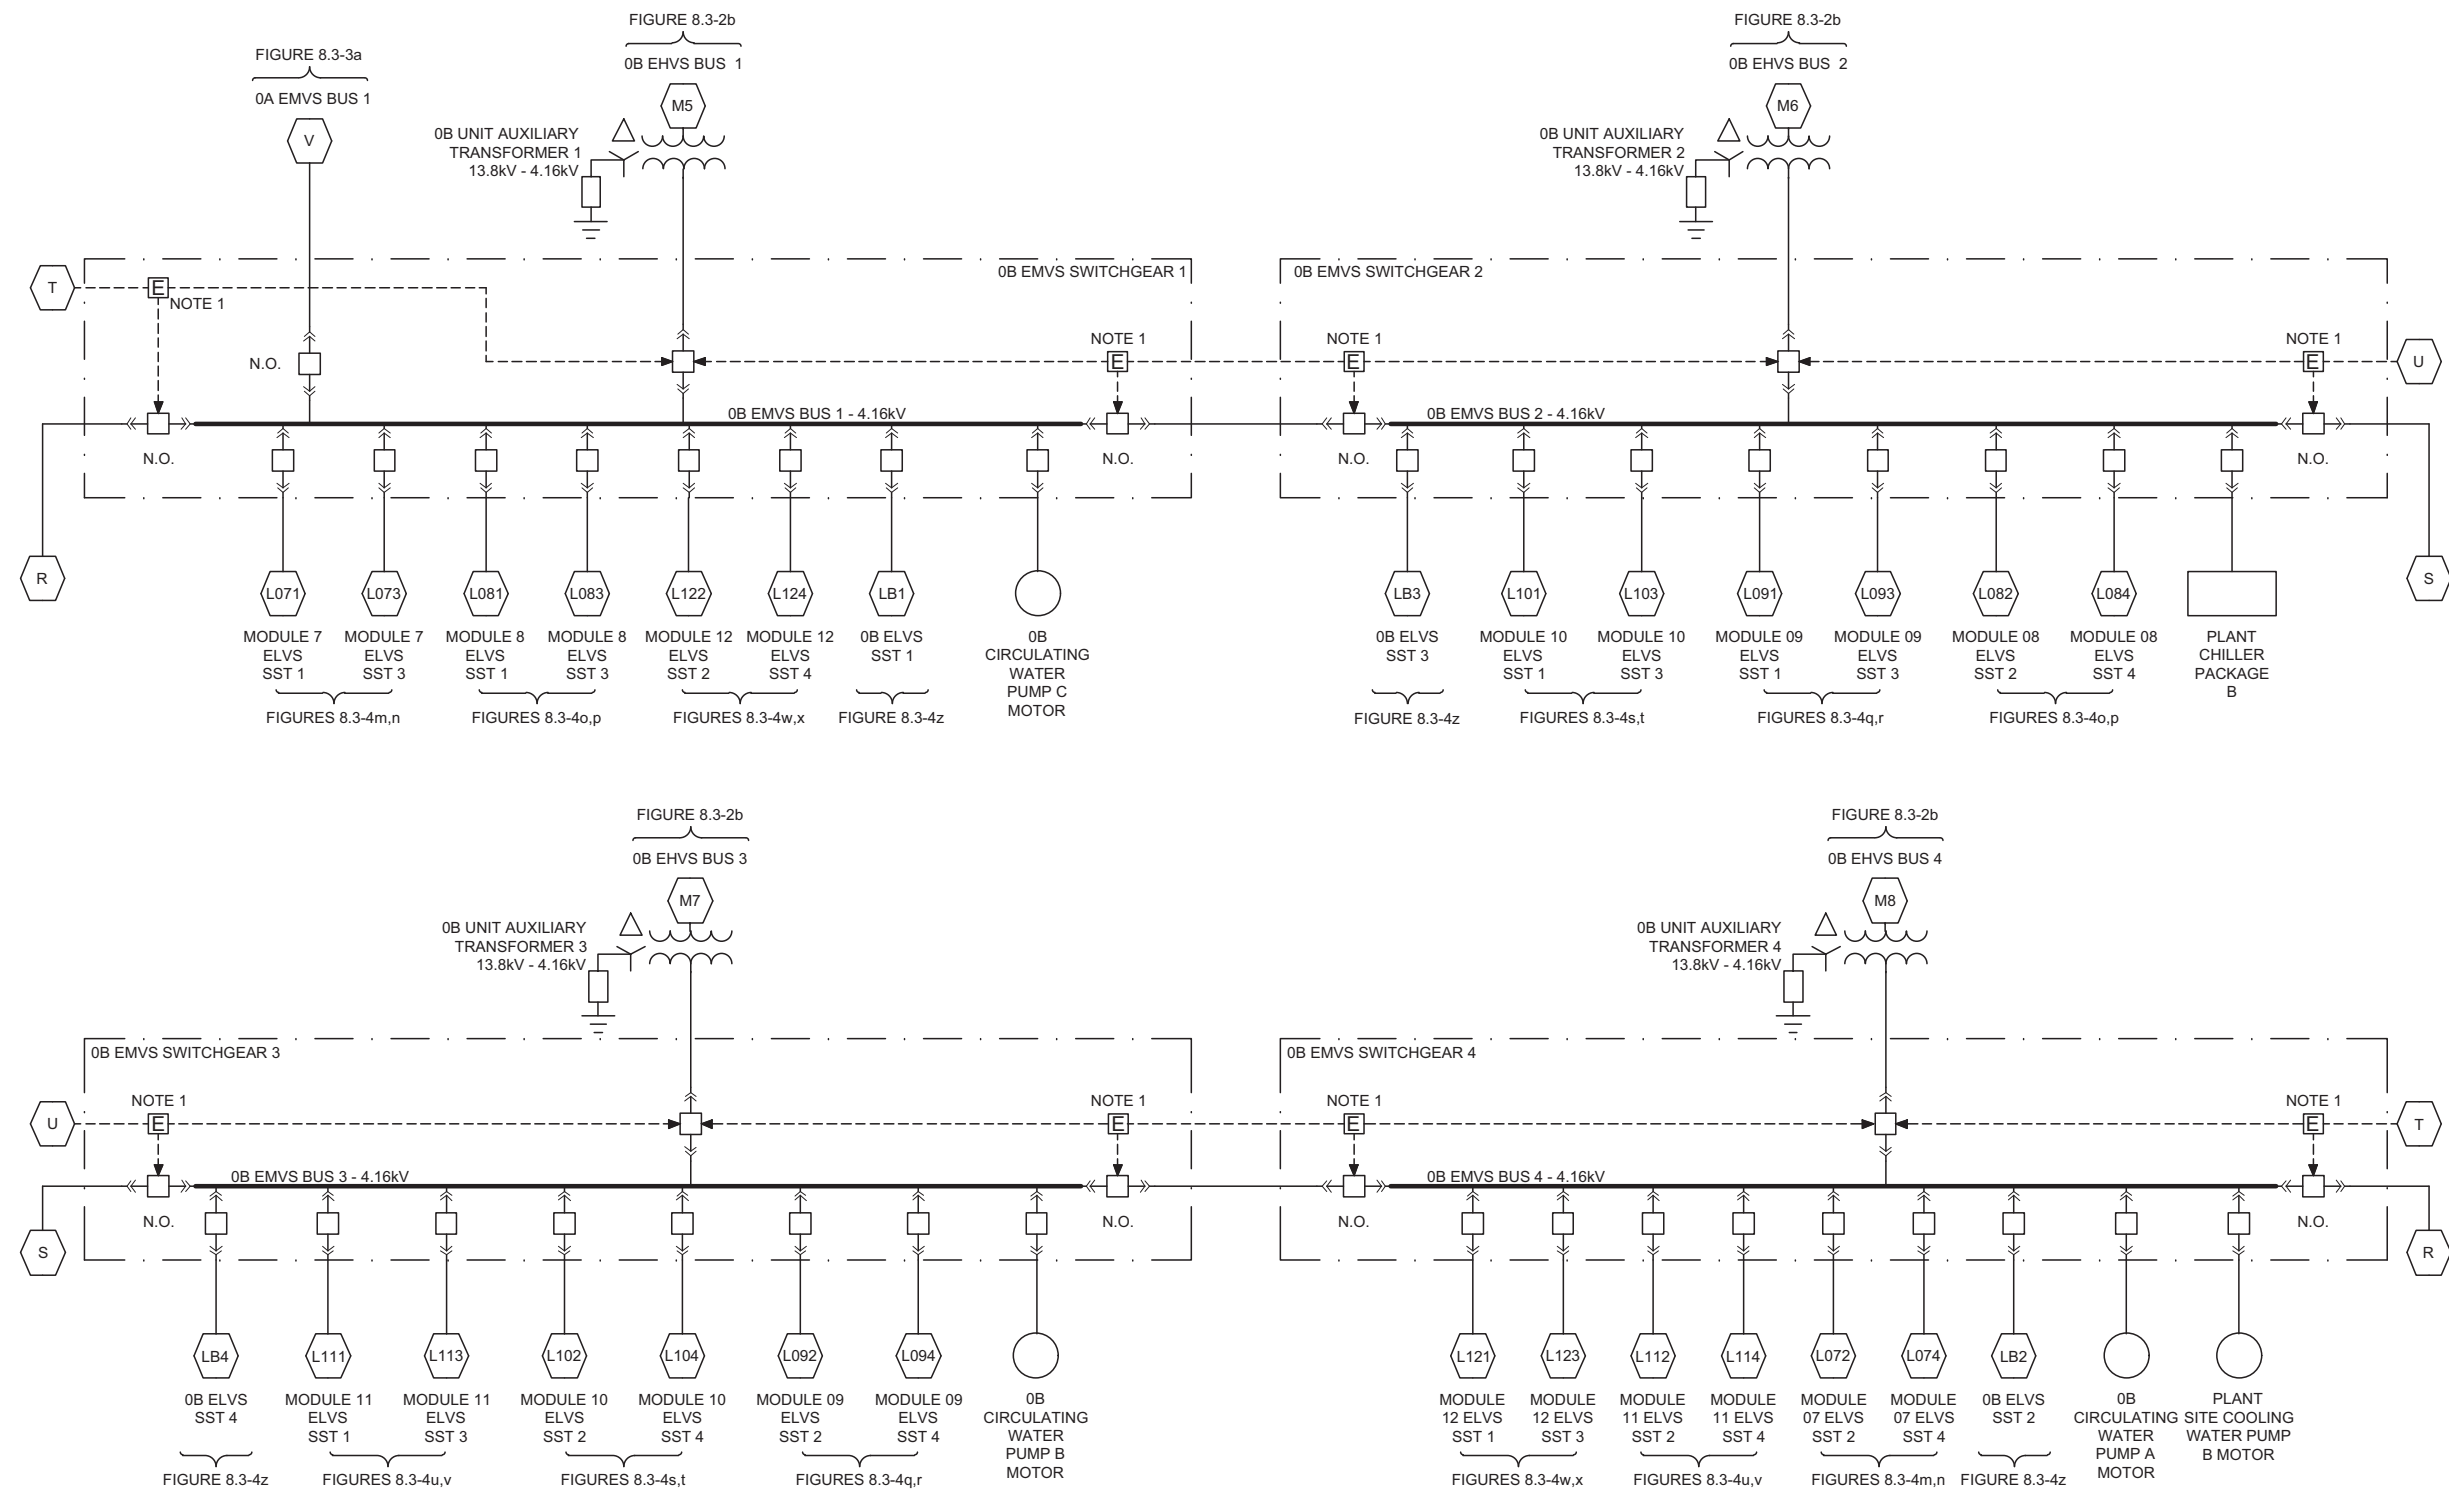 FIGURE 8.3-3a
0A EMVS BUS 1
V
FIGURE 8.3-2b
0B EHVS BUS 1
M5
0B UNIT AUXILIARY
TRANSFORMER 1
13.8kV - 4.16kV
FIGURE 8.3-2b
0B EHVS BUS 2
M6
0B UNIT AUXILIARY
TRANSFORMER 2
13.8kV - 4.16kV
0B EMVS SWITCHGEAR 1
T
E
NOTE 1
N.O.
NOTE 1
E
0B EMVS BUS 1 - 4.16kV
N.O.
N.O.
R
L071
L073
L081
L083
L122
L124
LB1
MODULE 7
ELVS
SST 1
MODULE 7
ELVS
SST 3
FIGURES 8.3-4m,n
MODULE 8
ELVS
SST 1
MODULE 8
ELVS
SST 3
FIGURES 8.3-4o,p
MODULE 12
ELVS
SST 2
MODULE 12
ELVS
SST 4
FIGURES 8.3-4w,x
0B ELVS
SST 1
FIGURE 8.3-4z
0B
CIRCULATING
WATER
PUMP C
MOTOR
0B EMVS SWITCHGEAR 2
NOTE 1
E
NOTE 1
E
U
0B EMVS BUS 2 - 4.16kV
N.O.
N.O.
S
LB3
L101
L103
L091
L093
L082
L084
0B ELVS
SST 3
FIGURE 8.3-4z
MODULE 10
ELVS
SST 1
MODULE 10
ELVS
SST 3
FIGURES 8.3-4s,t
MODULE 09
ELVS
SST 1
MODULE 09
ELVS
SST 3
FIGURES 8.3-4q,r
MODULE 08
ELVS
SST 2
MODULE 08
ELVS
SST 4
FIGURES 8.3-4o,p
PLANT
CHILLER
PACKAGE
B
FIGURE 8.3-2b
0B EHVS BUS 3
M7
0B UNIT AUXILIARY
TRANSFORMER 3
13.8kV - 4.16kV
FIGURE 8.3-2b
0B EHVS BUS 4
M8
0B UNIT AUXILIARY
TRANSFORMER 4
13.8kV - 4.16kV
0B EMVS SWITCHGEAR 3
NOTE 1
U
E
NOTE 1
E
0B EMVS BUS 3 - 4.16kV
N.O.
N.O.
S
LB4
L111
L113
L102
L104
L092
L094
0B ELVS
SST 4
FIGURE 8.3-4z
MODULE 11
ELVS
SST 1
MODULE 11
ELVS
SST 3
FIGURES 8.3-4u,v
MODULE 10
ELVS
SST 2
MODULE 10
ELVS
SST 4
FIGURES 8.3-4s,t
MODULE 09
ELVS
SST 2
MODULE 09
ELVS
SST 4
FIGURES 8.3-4q,r
0B
CIRCULATING
WATER
PUMP B
MOTOR
0B EMVS SWITCHGEAR 4
NOTE 1
E
NOTE 1
E
T
0B EMVS BUS 4 - 4.16kV
N.O.
N.O.
R
L121
L123
L112
L114
L072
L074
LB2
MODULE
12 ELVS
SST 1
MODULE
12 ELVS
SST 3
FIGURES 8.3-4w,x
MODULE
11 ELVS
SST 2
MODULE
11 ELVS
SST 4
FIGURES 8.3-4u,v
MODULE
07 ELVS
SST 2
MODULE
07 ELVS
SST 4
FIGURES 8.3-4m,n
0B ELVS
SST 2
FIGURE 8.3-4z
0B
CIRCULATING
WATER
PUMP A
MOTOR
PLANT
SITE COOLING
WATER PUMP
B MOTOR